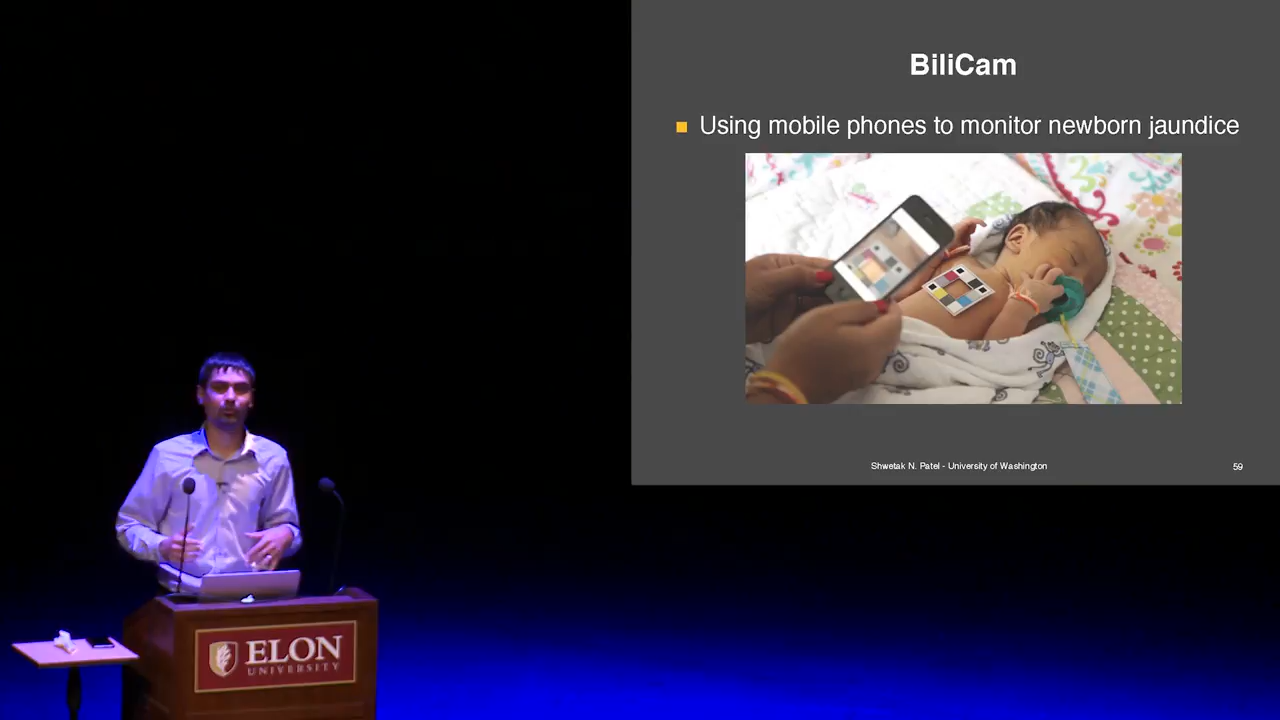 BiliCam
Using mobile phones to monitor newborn jaundice
Shwetak N. Patel - University of Washington
59
ELON
UNIVERSITY